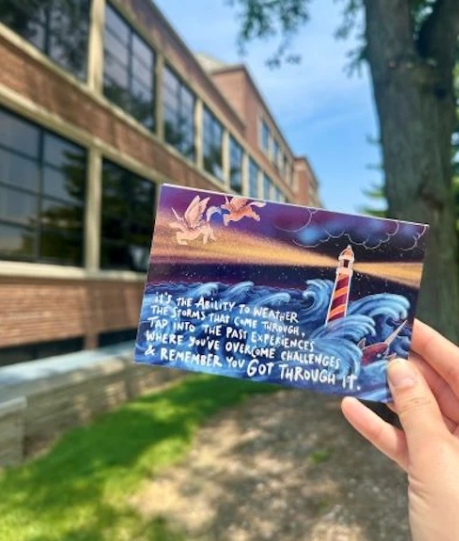 It's the Ability to Weather
the storms that come through.
Tap into the past experiences
where you've overcome challenges
& remember you got through it.